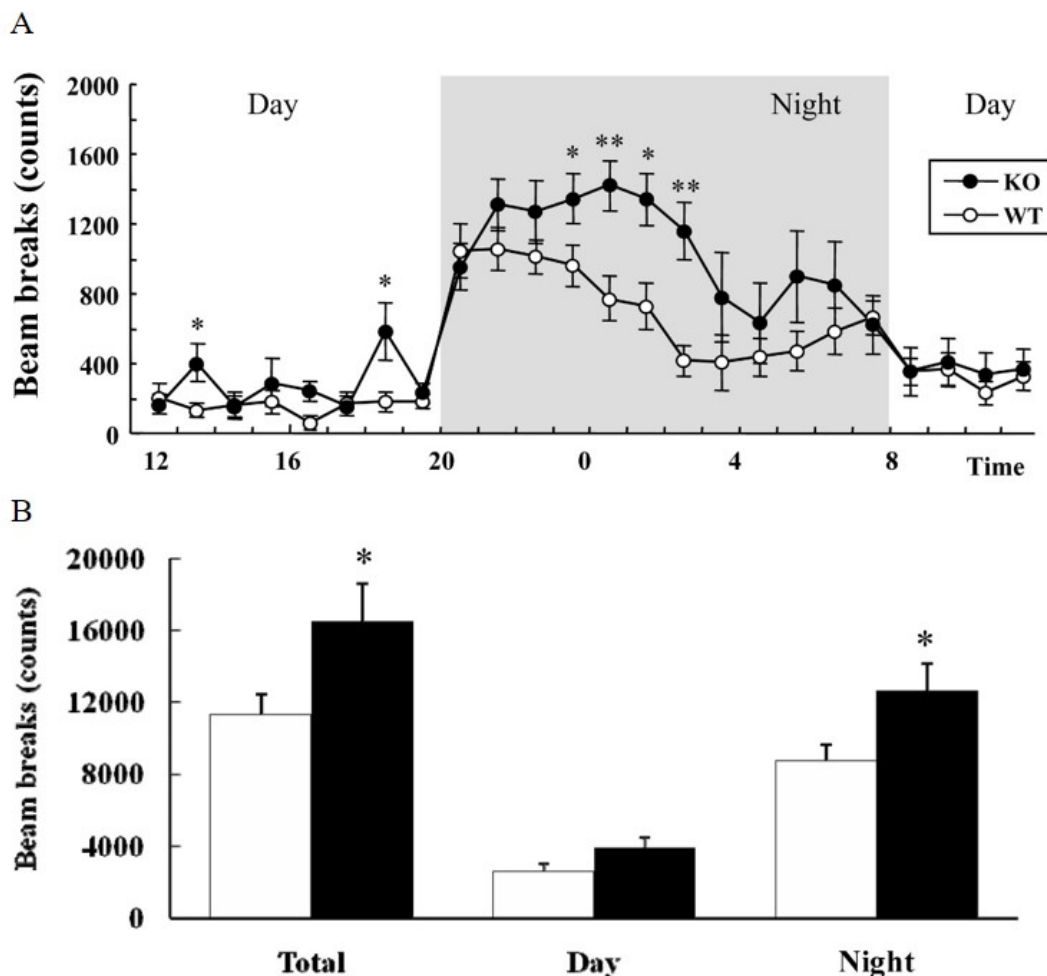 A
Beam breaks (counts)
2000
1600
1200
800
400
0
Day
Night
Day
*
*
*
**
*
**
KO
WT
12
16
20
0
4
8
Time
B
Beam breaks (counts)
20000
16000
12000
8000
4000
0
*
*
Total
Day
Night